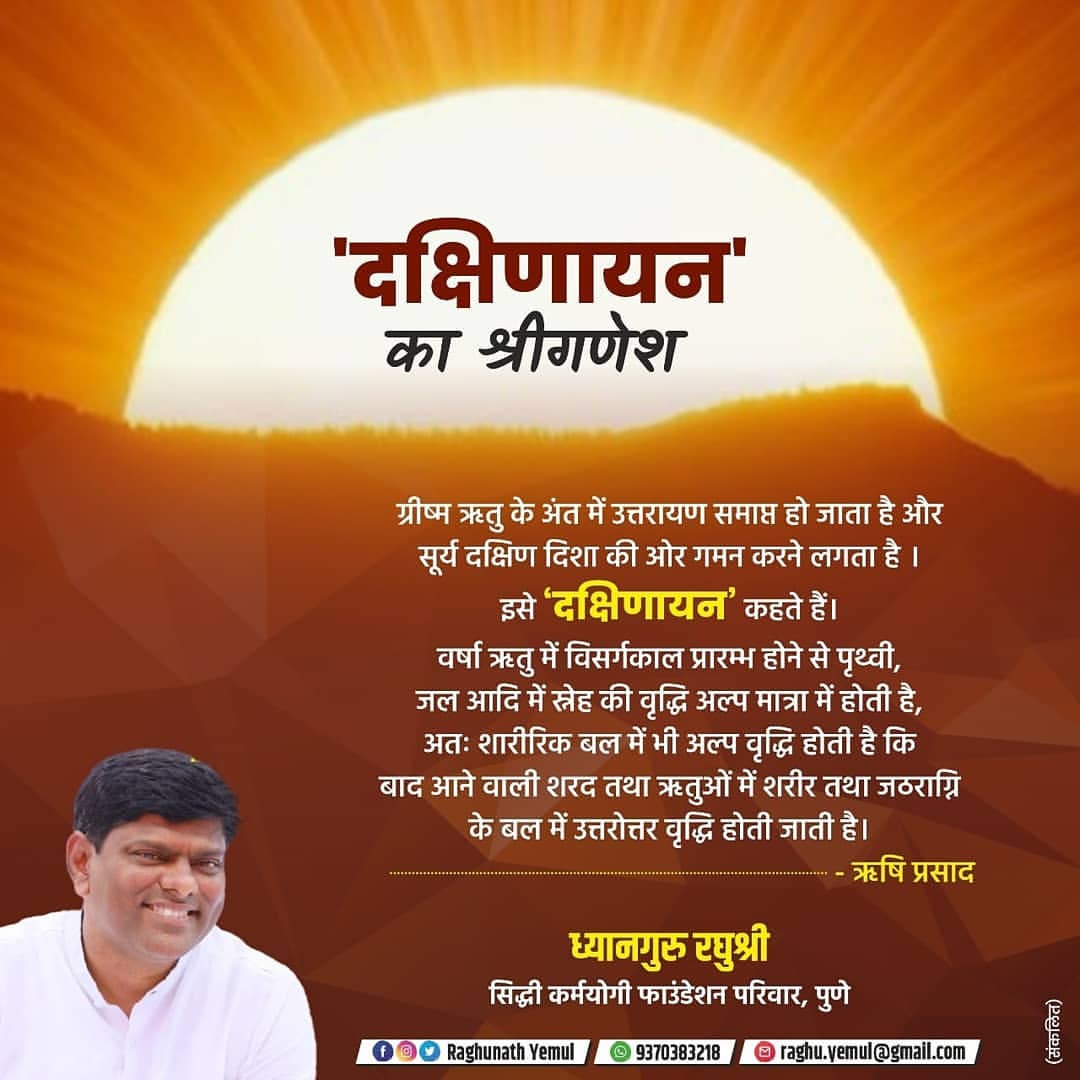 'दक्षिणायन'
का श्रीगणेश
ग्रीष्म ऋतु के अंत में उत्तरायण समाप्त हो जाता है और
सूर्य दक्षिण दिशा की ओर गमन करने लगता है ।
इसे ‘दक्षिणायन’ कहते हैं।
वर्षा ऋतु में विसर्गकाल प्रारम्भ होने से पृथ्वी,
जल आदि में स्नेह की वृद्धि अल्प मात्रा में होती है,
अतः शारीरिक बल में भी अल्प वृद्धि होती है कि
बाद आने वाली शरद तथा ऋतुओं में शरीर तथा जठराग्नि
के बल में उत्तरोत्तर वृद्धि होती जाती है।
- ऋषि प्रसाद
ध्यानगुरु रघुश्री
सिद्धी कर्मयोगी फाउंडेशन परिवार, पुणे
Raghunath Yemul
9370383218
raghu.yemul@gmail.com
(संकलित)